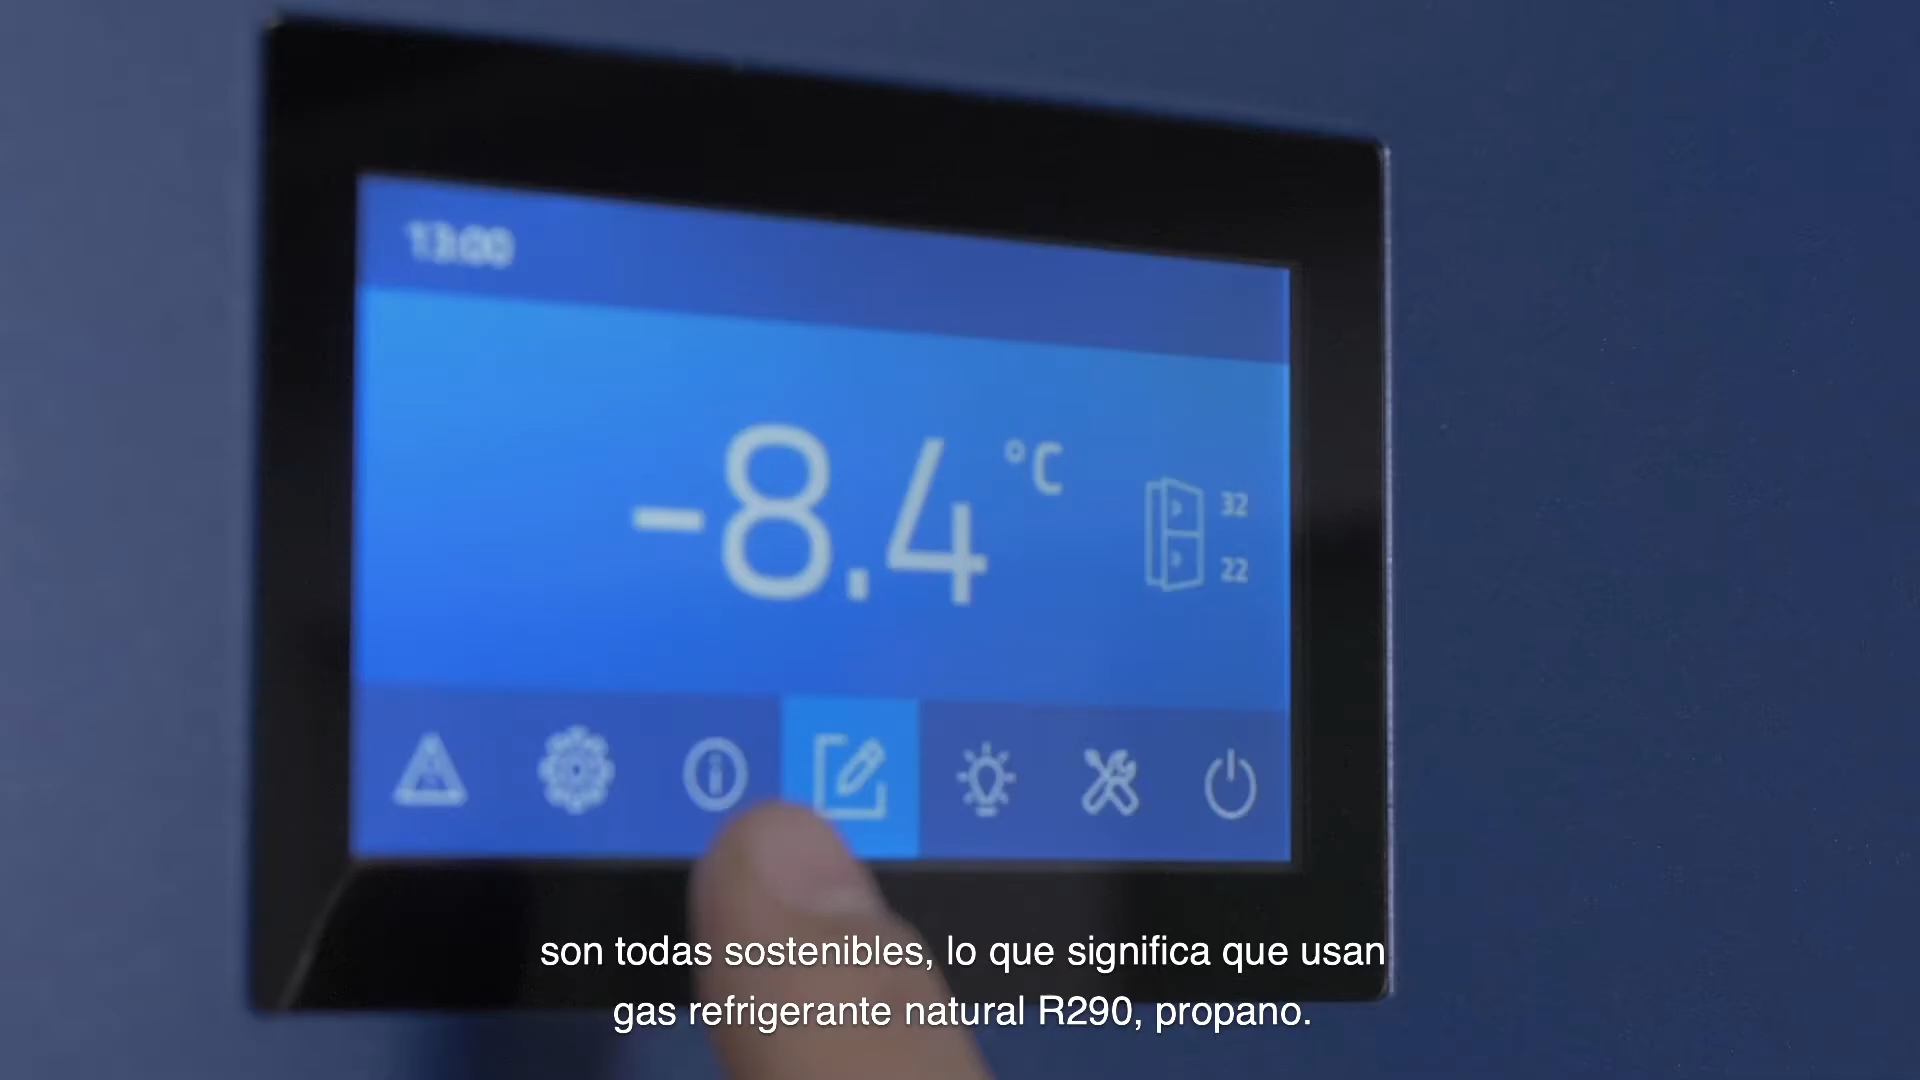 13:00
-8.4 °C
32
22
son todas sostenibles, lo que significa que usan
gas refrigerante natural R290, propano.